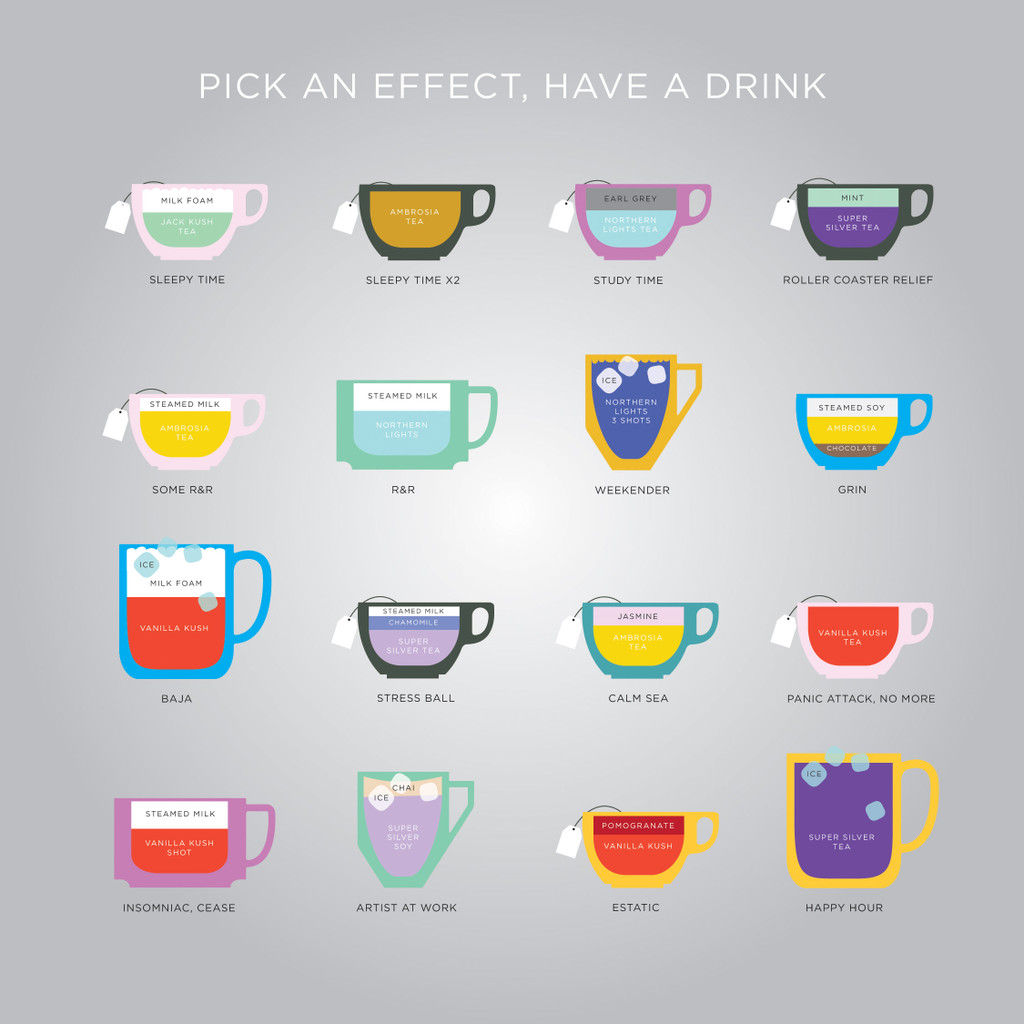 PICK AN EFFECT, HAVE A DRINK
MILK FOAM
JACK KUSH
TEA
SLEEPY TIME
AMBROSIA
TEA
SLEEPY TIME X2
EARL GREY
NORTHERN
LIGHTS TEA
STUDY TIME
MINT
SUPER
SILVER TEA
ROLLER COASTER RELIEF
STEAMED MILK
AMBROSIA
TEA
SOME R&R
STEAMED MILK
NORTHERN
LIGHTS
R&R
ICE
NORTHERN
LIGHTS
3 SHOTS
WEEKENDER
STEAMED SOY
AMBROSIA
CHOCOLATE
GRIN
ICE
MILK FOAM
VANILLA KUSH
BAJA
STEAMED MILK
CHAMOMILE
SUPER
SILVER TEA
STRESS BALL
JASMINE
AMBROSIA
TEA
CALM SEA
VANILLA KUSH
TEA
PANIC ATTACK, NO MORE
STEAMED MILK
VANILLA KUSH
SHOT
INSOMNIAC, CEASE
CHAI
ICE
SUPER
SILVER
SOY
ARTIST AT WORK
POMOGRANATE
VANILLA KUSH
ESTATIC
ICE
SUPER SILVER
TEA
HAPPY HOUR